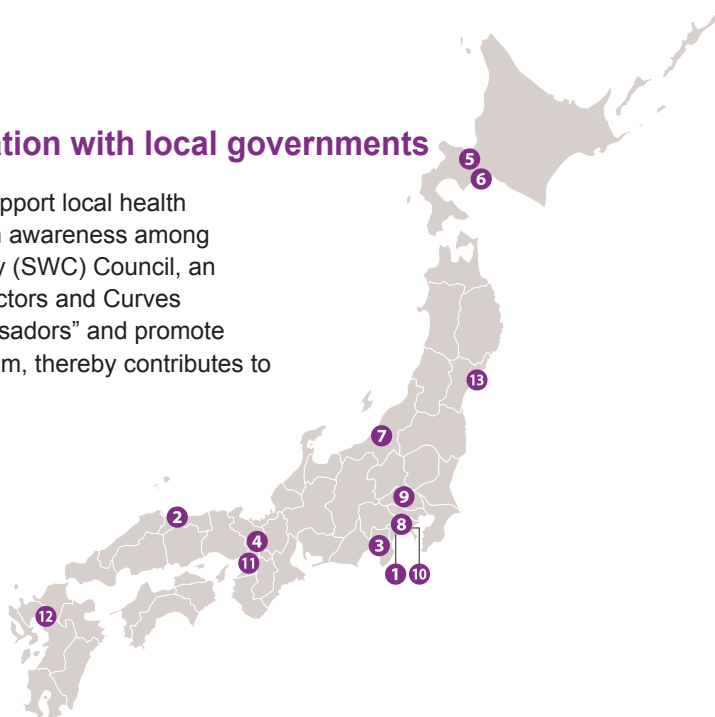 ation with local governments
pport local health
awareness among
y (SWC) Council, an
ctors and Curves
sadors” and promote
m, thereby contributes to
5
6
13
7
9
2
8
4
3
11
1 10
12